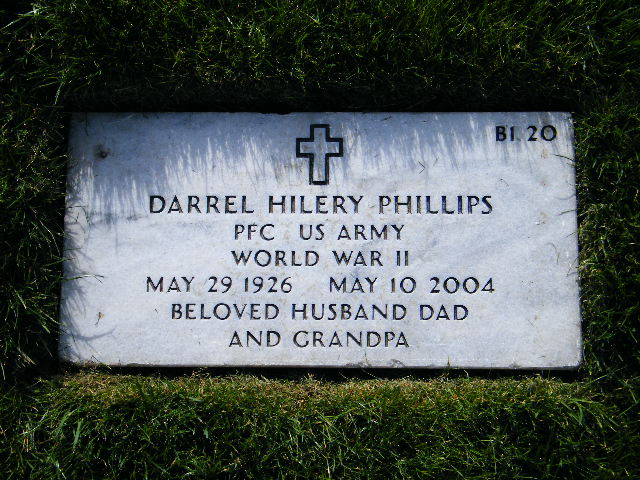 B1 20
DARREL HILERY PHILLIPS
PFC US ARMY
WORLD WAR II
MAY 29 1926 MAY 10 2004
BELOVED HUSBAND DAD
AND GRANDPA